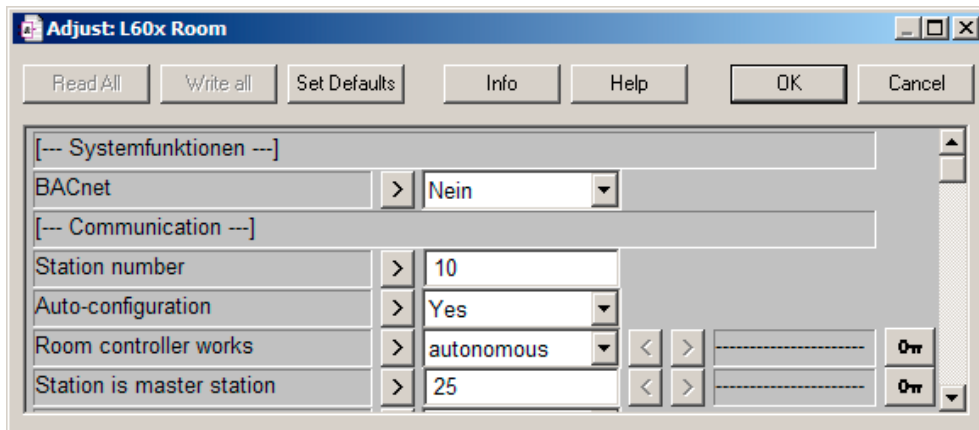 Adjust: L60x Room
Read All Write all Set Defaults Info Help OK Cancel
[--- Systemfunktionen ---]
BACnet > Nein
[--- Communication ---]
Station number > 10
Auto-configuration > Yes
Room controller works > autonomous < > -----------------------
Station is master station > 25 < > -----------------------